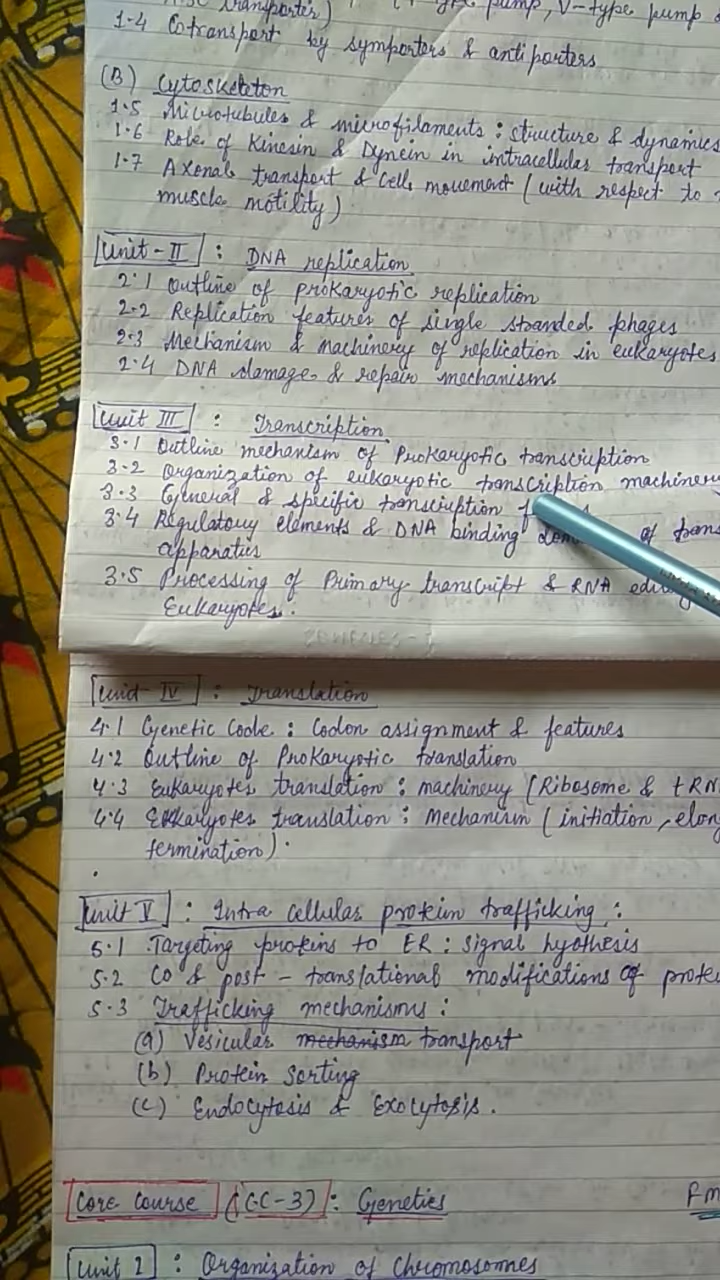 transporter) pump, V-type pump
1.4 Cotransport by symporters & antiporters
(B) Cytoskeleton
1.5 Microtubules & microfilaments : structure & dynamics
1.6 Role of Kinesin & Dynein in intracellular transport
1.7 Axonal transport & Cell movement (with respect to
muscle motility).
Unit-II : DNA replication
2.1 Outline of prokaryotic replication
2.2 Replication features of single stranded phages
2.3 Mechanism & machinery of replication in eukaryotes
2.4 DNA damage & repair mechanisms
Unit III : Transcription
3.1 Outline mechanism of Prokaryotic transcription
3.2 Organization of eukaryotic transcription machinery
3.3 General & specific transcription
3.4 Regulatory elements & DNA binding of trans
apparatus
3.5 Processing of Primary transcript & RNA
Eukaryotes.
Unit IV : Translation
4.1 Genetic Code : Codon assignment & features
4.2 Outline of Prokaryotic translation
4.3 Eukaryotes translation : machinery (Ribosome & tRN
4.4 Eukaryotes translation : Mechanism (initiation, elon
termination).
Unit V : Intra cellular protein trafficking :
5.1 Targeting proteins to ER : signal hyothesis
5.2 Co & post - translational modifications of prote
5.3 Trafficking mechanisms :
(a) Vesicular mechanism transport
(b) Protein sorting
(c) Endocytosis & Exocytosis.
Core Course (CC-3) : Genetics
Unit 1 : Organization of Chromosomes